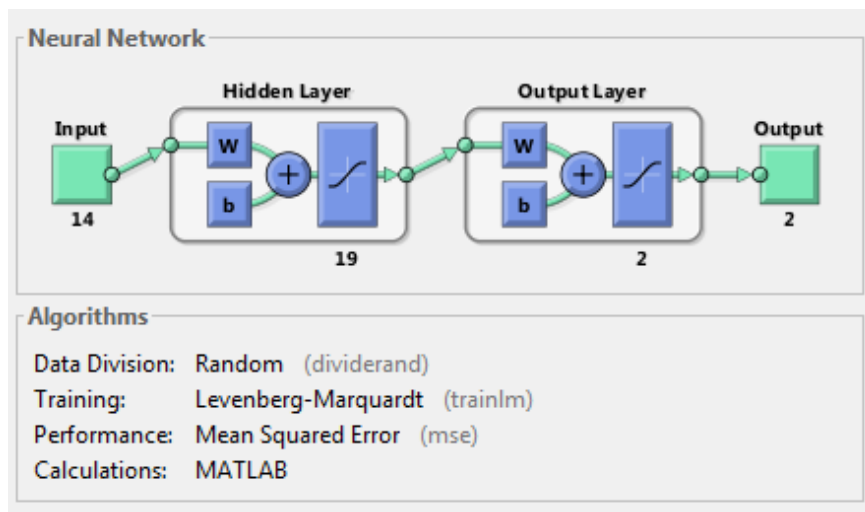 Neural Network
Hidden Layer
Output Layer
Input
Output
W
W
b
b
14
19
2
2
Algorithms
Data Division: Random (dividerand)
Training: Levenberg-Marquardt (trainlm)
Performance: Mean Squared Error (mse)
Calculations: MATLAB